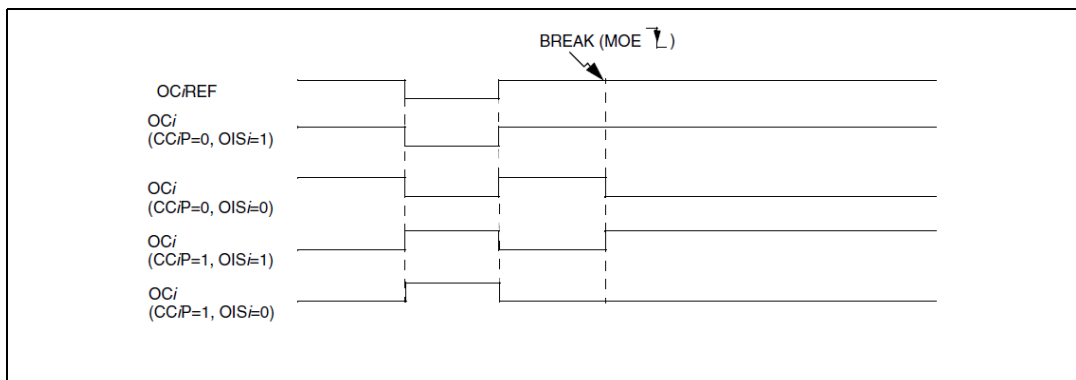 BREAK (MOE )
OCiREF
OCi
(CCiP=0, OISi=1)
OCi
(CCiP=0, OISi=0)
OCi
(CCiP=1, OISi=1)
OCi
(CCiP=1, OISi=0)